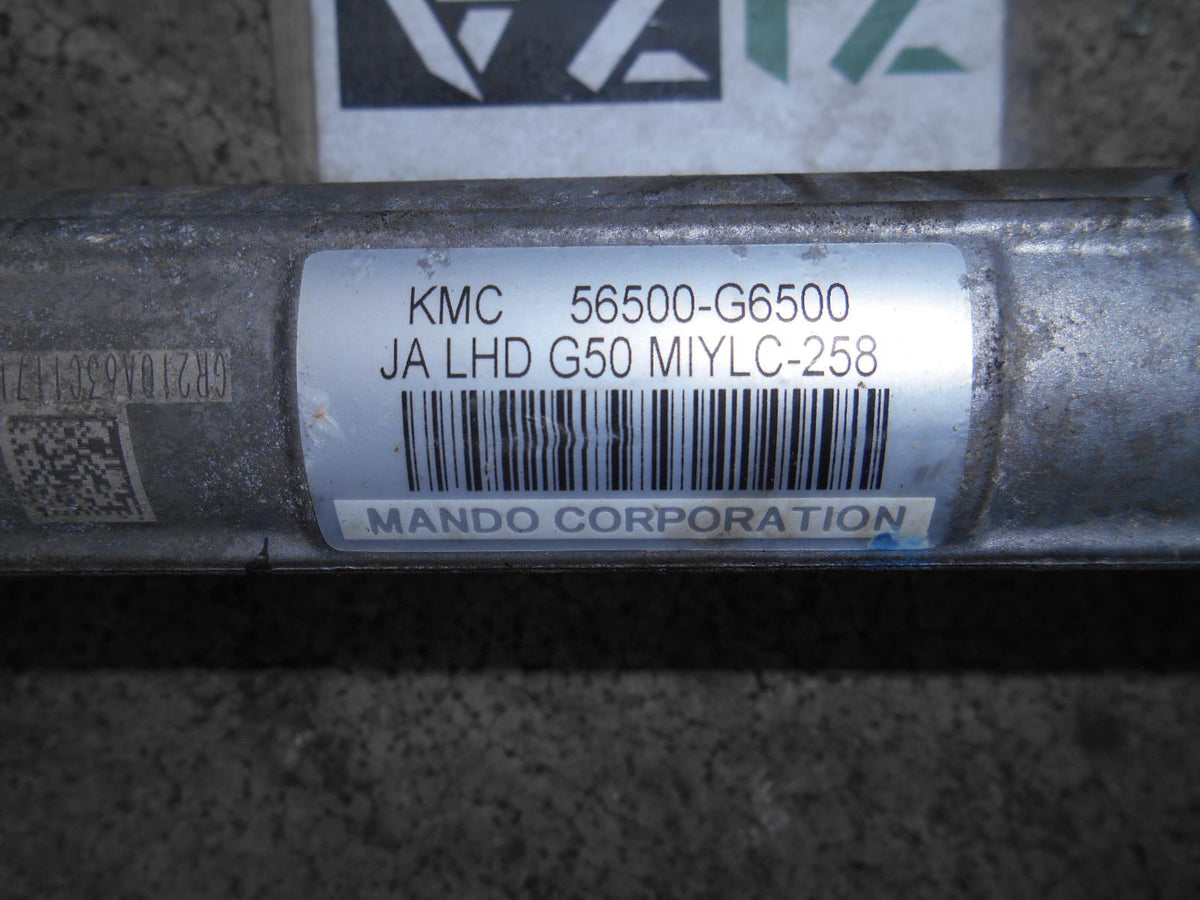 KMC 56500-G6500
JA LHD G50 MIYLC-258
MANDO CORPORATION